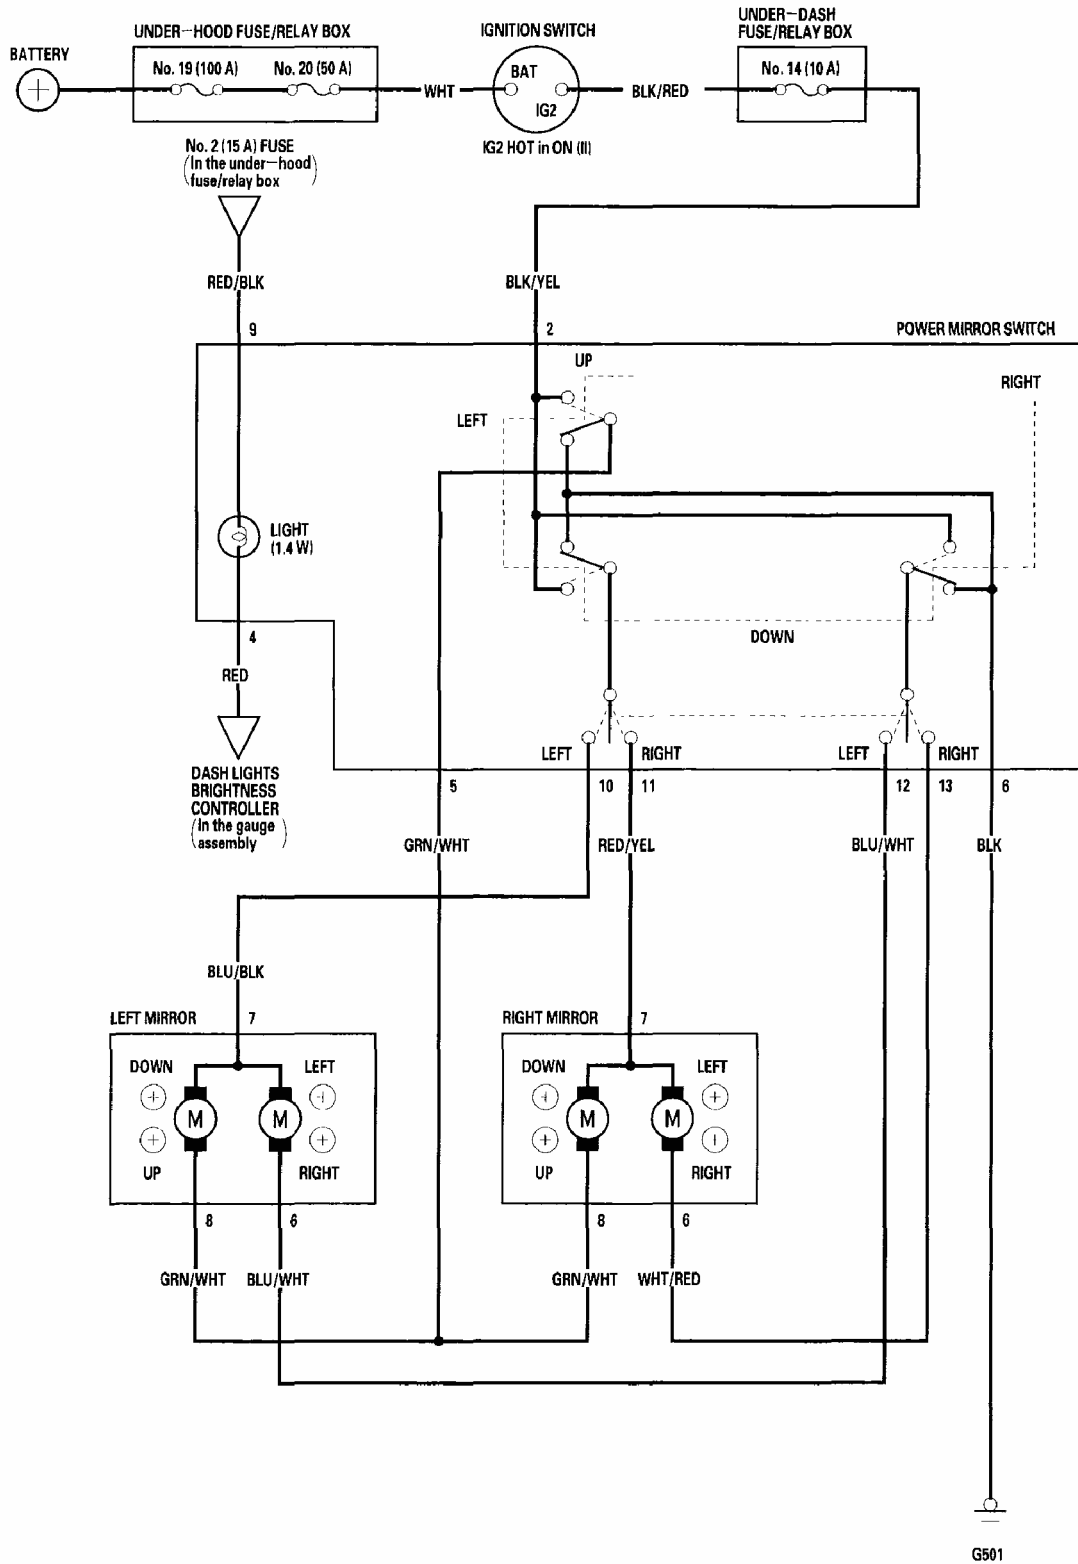 UNDER-HOOD FUSE/RELAY BOX
IGNITION SWITCH
UNDER-DASH
FUSE/RELAY BOX
BATTERY
No. 19 (100 A)
No. 20 (50 A)
BAT
No. 14 (10 A)
WHT
BLK/RED
IG2
IG2 HOT in ON (II)
No. 2 (15 A) FUSE
(In the under-hood
fuse/relay box)
RED/BLK
BLK/YEL
9
2
POWER MIRROR SWITCH
UP
RIGHT
LEFT
LIGHT
(1.4 W)
4
DOWN
RED
LEFT
RIGHT
LEFT
RIGHT
DASH LIGHTS
BRIGHTNESS
CONTROLLER
(In the gauge
assembly)
5
10
11
12
13
6
GRN/WHT
RED/YEL
BLU/WHT
BLK
BLU/BLK
LEFT MIRROR
7
RIGHT MIRROR
7
DOWN
LEFT
DOWN
LEFT
+
M
M
M
M
UP
RIGHT
UP
RIGHT
8
6
8
6
GRN/WHT
BLU/WHT
GRN/WHT
WHT/RED
G501